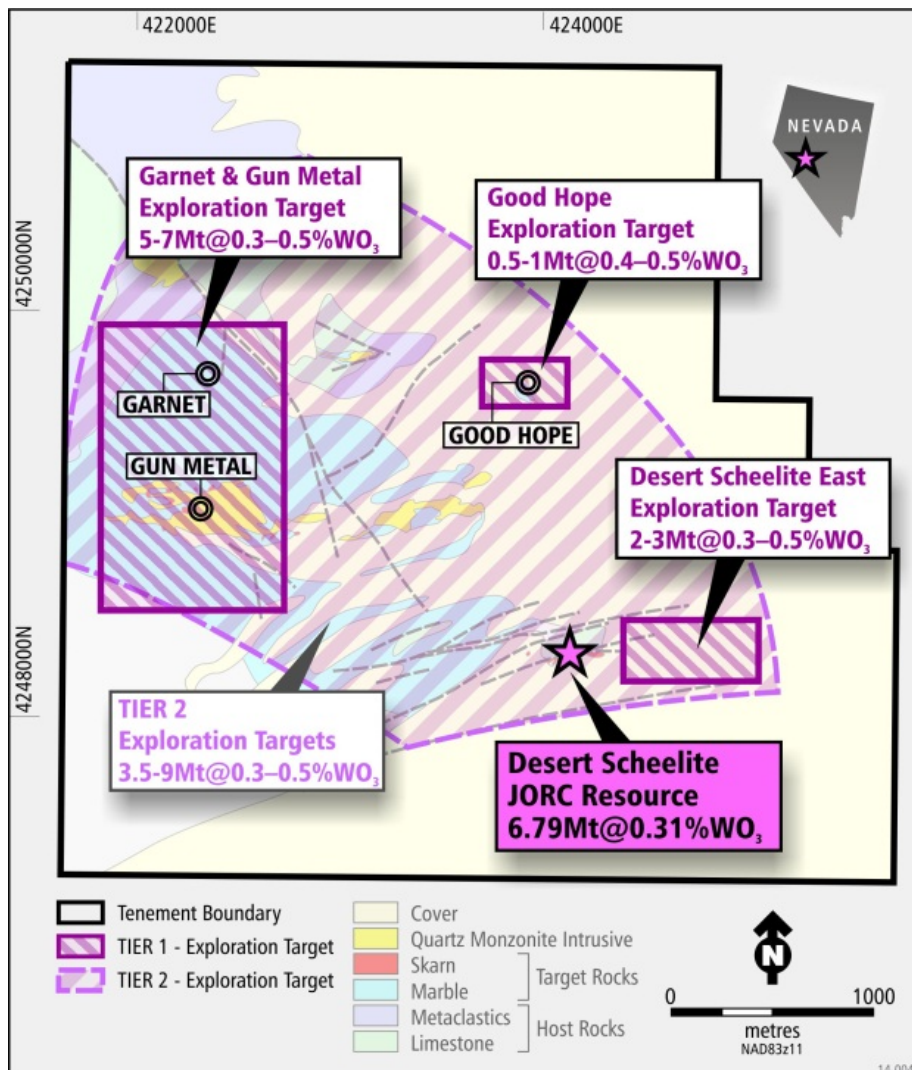 422000E
424000E
NEVADA
4250000N
4248000N
Garnet & Gun Metal
Exploration Target
5-7Mt@0.3–0.5%WO₃
Good Hope
Exploration Target
0.5-1Mt@0.4–0.5%WO₃
GARNET
GOOD HOPE
GUN METAL
Desert Scheelite East
Exploration Target
2-3Mt@0.3–0.5%WO₃
TIER 2
Exploration Targets
3.5-9Mt@0.3–0.5%WO₃
Desert Scheelite
JORC Resource
6.79Mt@0.31%WO₃
Tenement Boundary
TIER 1 - Exploration Target
TIER 2 - Exploration Target
Cover
Quartz Monzonite Intrusive
Skarn
Marble
Target Rocks
Metaclastics
Limestone
Host Rocks
N
0
1000
metres
NAD83z11